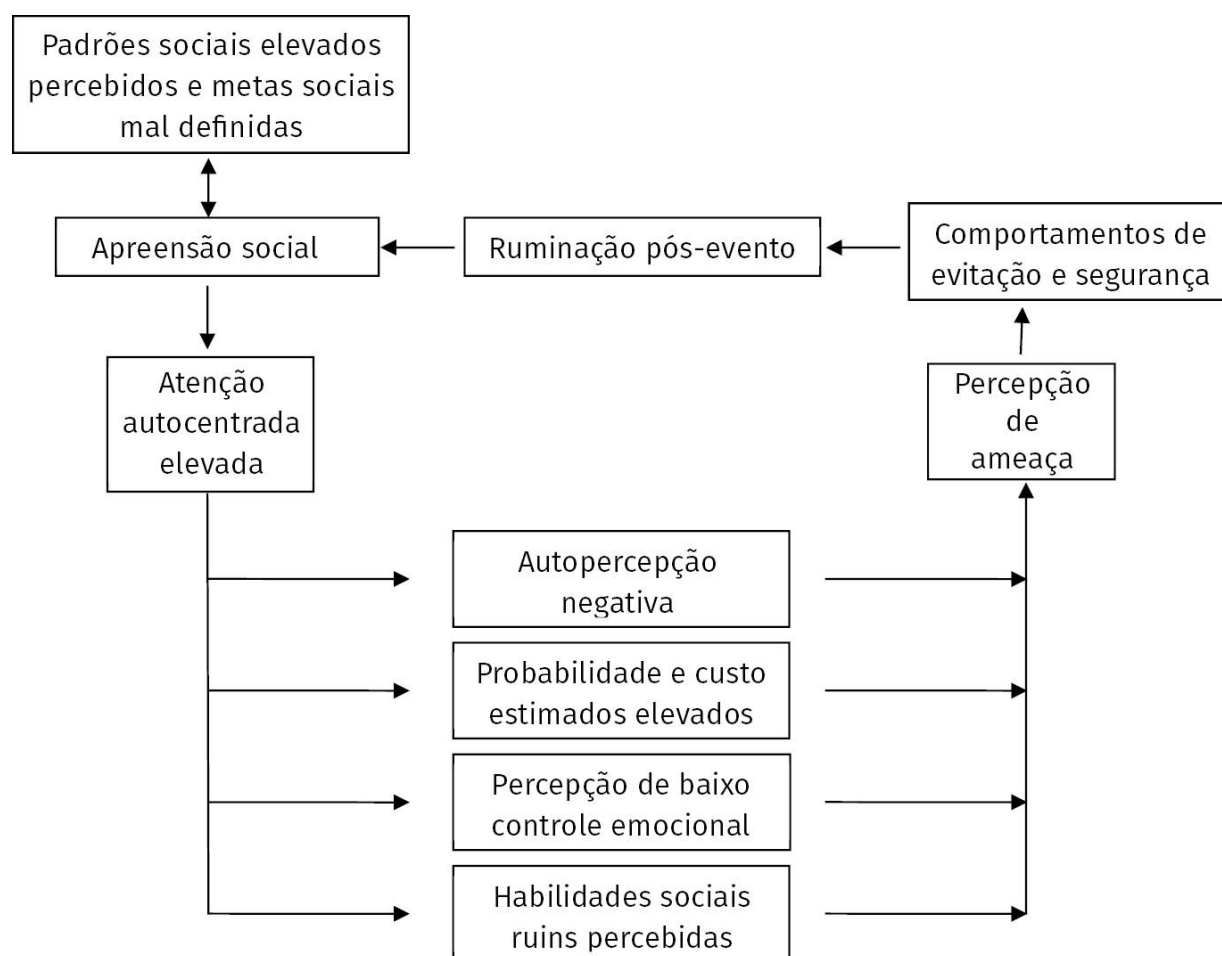 Padrões sociais elevados
percebidos e metas sociais
mal definidas
Apreensão social
Ruminação pós-evento
Comportamentos de
evitação e segurança
Atenção
autocentrada
elevada
Percepção
de
ameaça
Autopercepção
negativa
Probabilidade e custo
estimados elevados
Percepção de baixo
controle emocional
Habilidades sociais
ruins percebidas